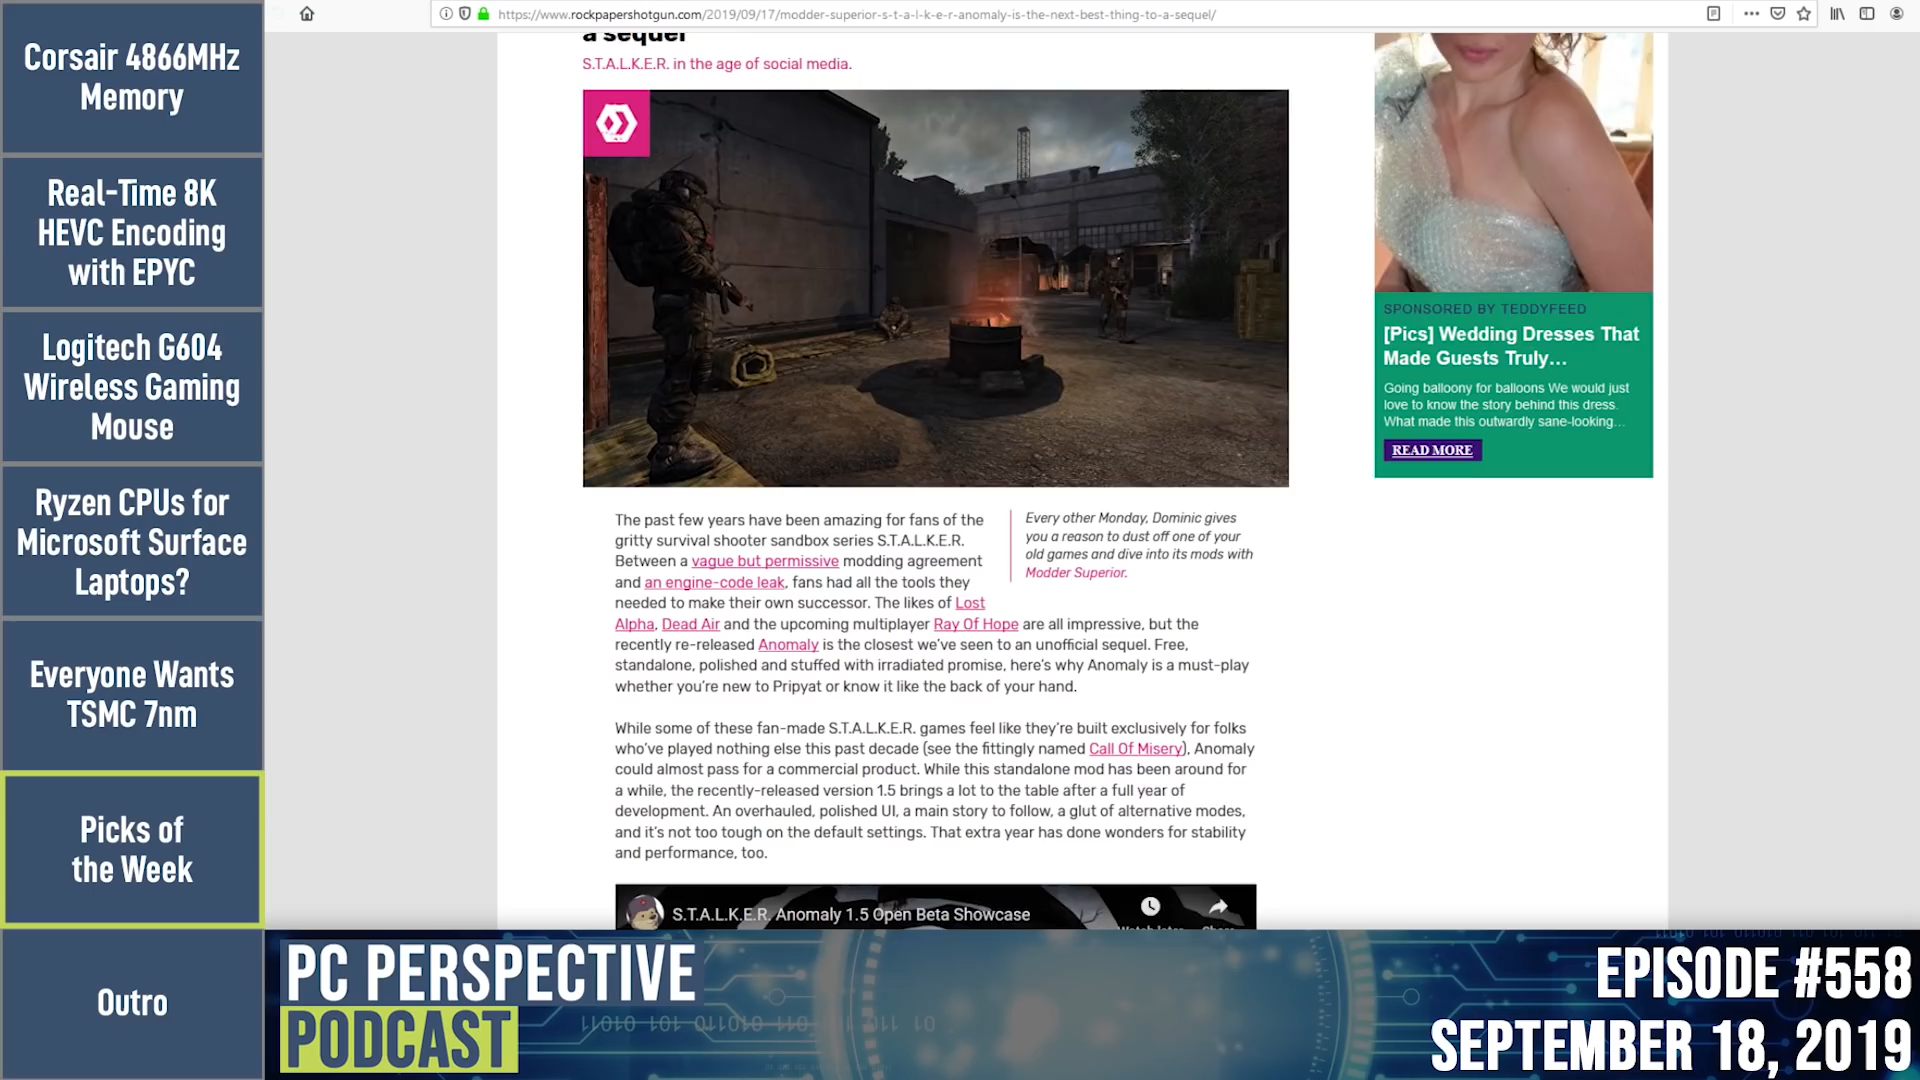 Corsair 4866MHz
Memory
Real-Time 8K
HEVC Encoding
with EPYC
Logitech G604
Wireless Gaming
Mouse
Ryzen CPUs for
Microsoft Surface
Laptops?
Everyone Wants
TSMC 7nm
Picks of
the Week
Outro
https://www.rockpapershotgun.com/2019/09/17/modder-superior-s-t-a-l-k-e-r-anomaly-is-the-next-best-thing-to-a-sequel/
a sequel
S.T.A.L.K.E.R. in the age of social media.
The past few years have been amazing for fans of the
gritty survival shooter sandbox series S.T.A.L.K.E.R.
Between a vague but permissive modding agreement
and an engine-code leak, fans had all the tools they
needed to make their own successor. The likes of Lost
Alpha, Dead Air and the upcoming multiplayer Ray Of Hope are all impressive, but the
recently re-released Anomaly is the closest we've seen to an unofficial sequel. Free,
standalone, polished and stuffed with irradiated promise, here's why Anomaly is a must-play
whether you're new to Pripyat or know it like the back of your hand.
Every other Monday, Dominic gives
you a reason to dust off one of your
old games and dive into its mods with
Modder Superior.
While some of these fan-made S.T.A.L.K.E.R. games feel like they're built exclusively for folks
who've played nothing else this past decade (see the fittingly named Call Of Misery), Anomaly
could almost pass for a commercial product. While this standalone mod has been around for
a while, the recently-released version 1.5 brings a lot to the table after a full year of
development. An overhauled, polished UI, a main story to follow, a glut of alternative modes,
and it's not too tough on the default settings. That extra year has done wonders for stability
and performance, too.
S.T.A.L.K.E.R. Anomaly 1.5 Open Beta Showcase
SPONSORED BY TEDDYFEED
[Pics] Wedding Dresses That
Made Guests Truly...
Going balloony for balloons We would just
love to know the story behind this dress.
What made this outwardly sane-looking...
READ MORE
PC PERSPECTIVE
PODCAST
EPISODE #558
SEPTEMBER 18, 2019